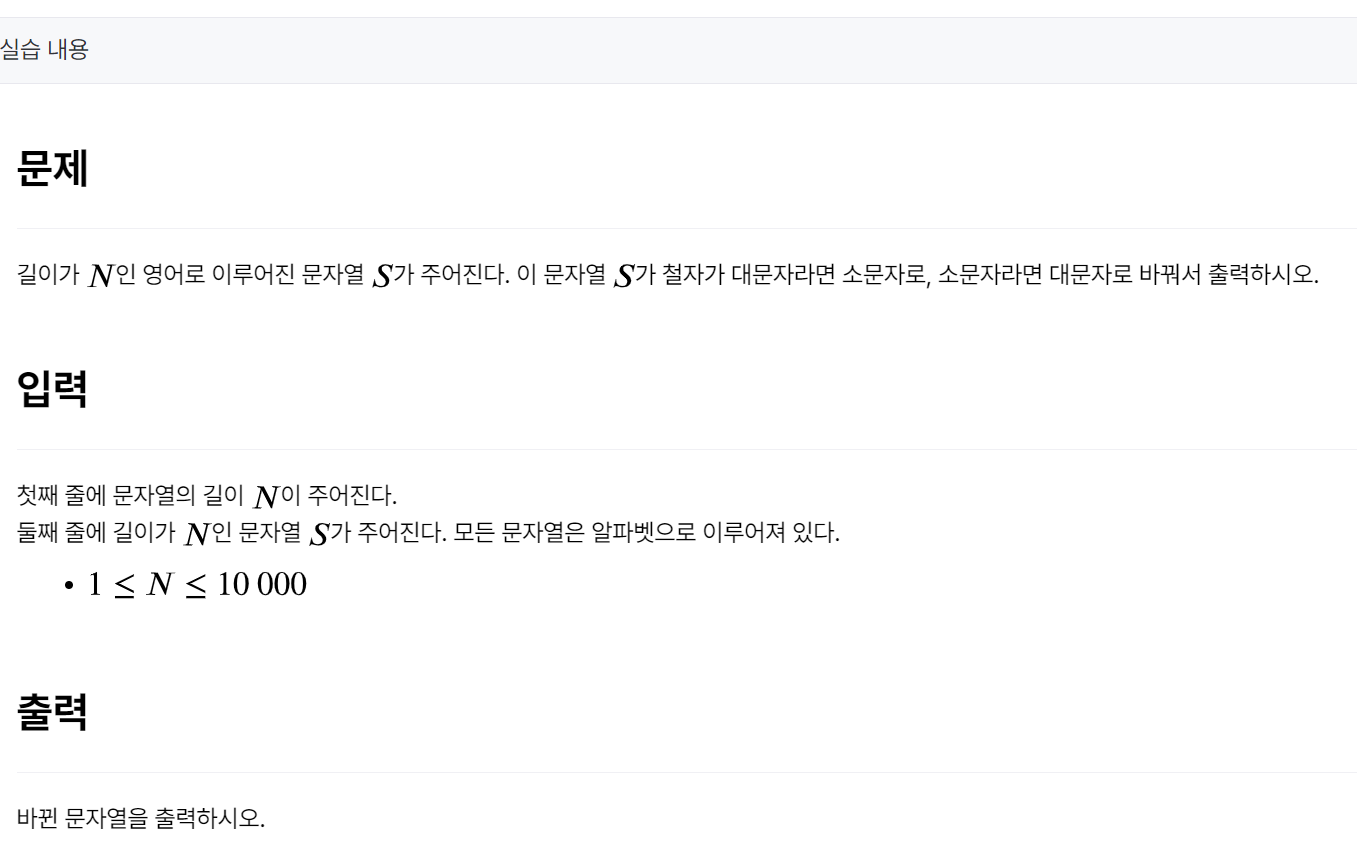 실습 내용
문제
길이가 N인 영어로 이루어진 문자열 S가 주어진다. 이 문자열 S가 철자가 대문자라면 소문자로, 소문자라면 대문자로 바꿔서 출력하시오.
입력
첫째 줄에 문자열의 길이 N이 주어진다.
둘째 줄에 길이가 N인 문자열 S가 주어진다. 모든 문자열은 알파벳으로 이루어져 있다.
• 1 ≤ N ≤ 10 000
출력
바뀐 문자열을 출력하시오.